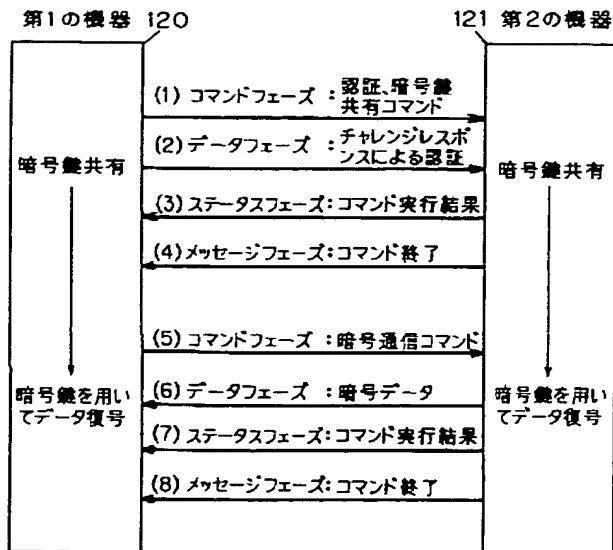 第1の機器 120
121 第2の機器
(1) コマンドフェーズ :認証、暗号鍵
共有コマンド
(2) データフェーズ :チャレンジレスポ
ンスによる認証
暗号鍵共有
暗号鍵共有
(3) ステータスフェーズ:コマンド実行結果
(4) メッセージフェーズ:コマンド終了
(5) コマンドフェーズ :暗号通信コマンド
暗号鍵を用い
てデータ復号
(6) データフェーズ :暗号データ
暗号鍵を用い
てデータ復号
(7) ステータスフェーズ:コマンド実行結果
(8) メッセージフェーズ:コマンド終了